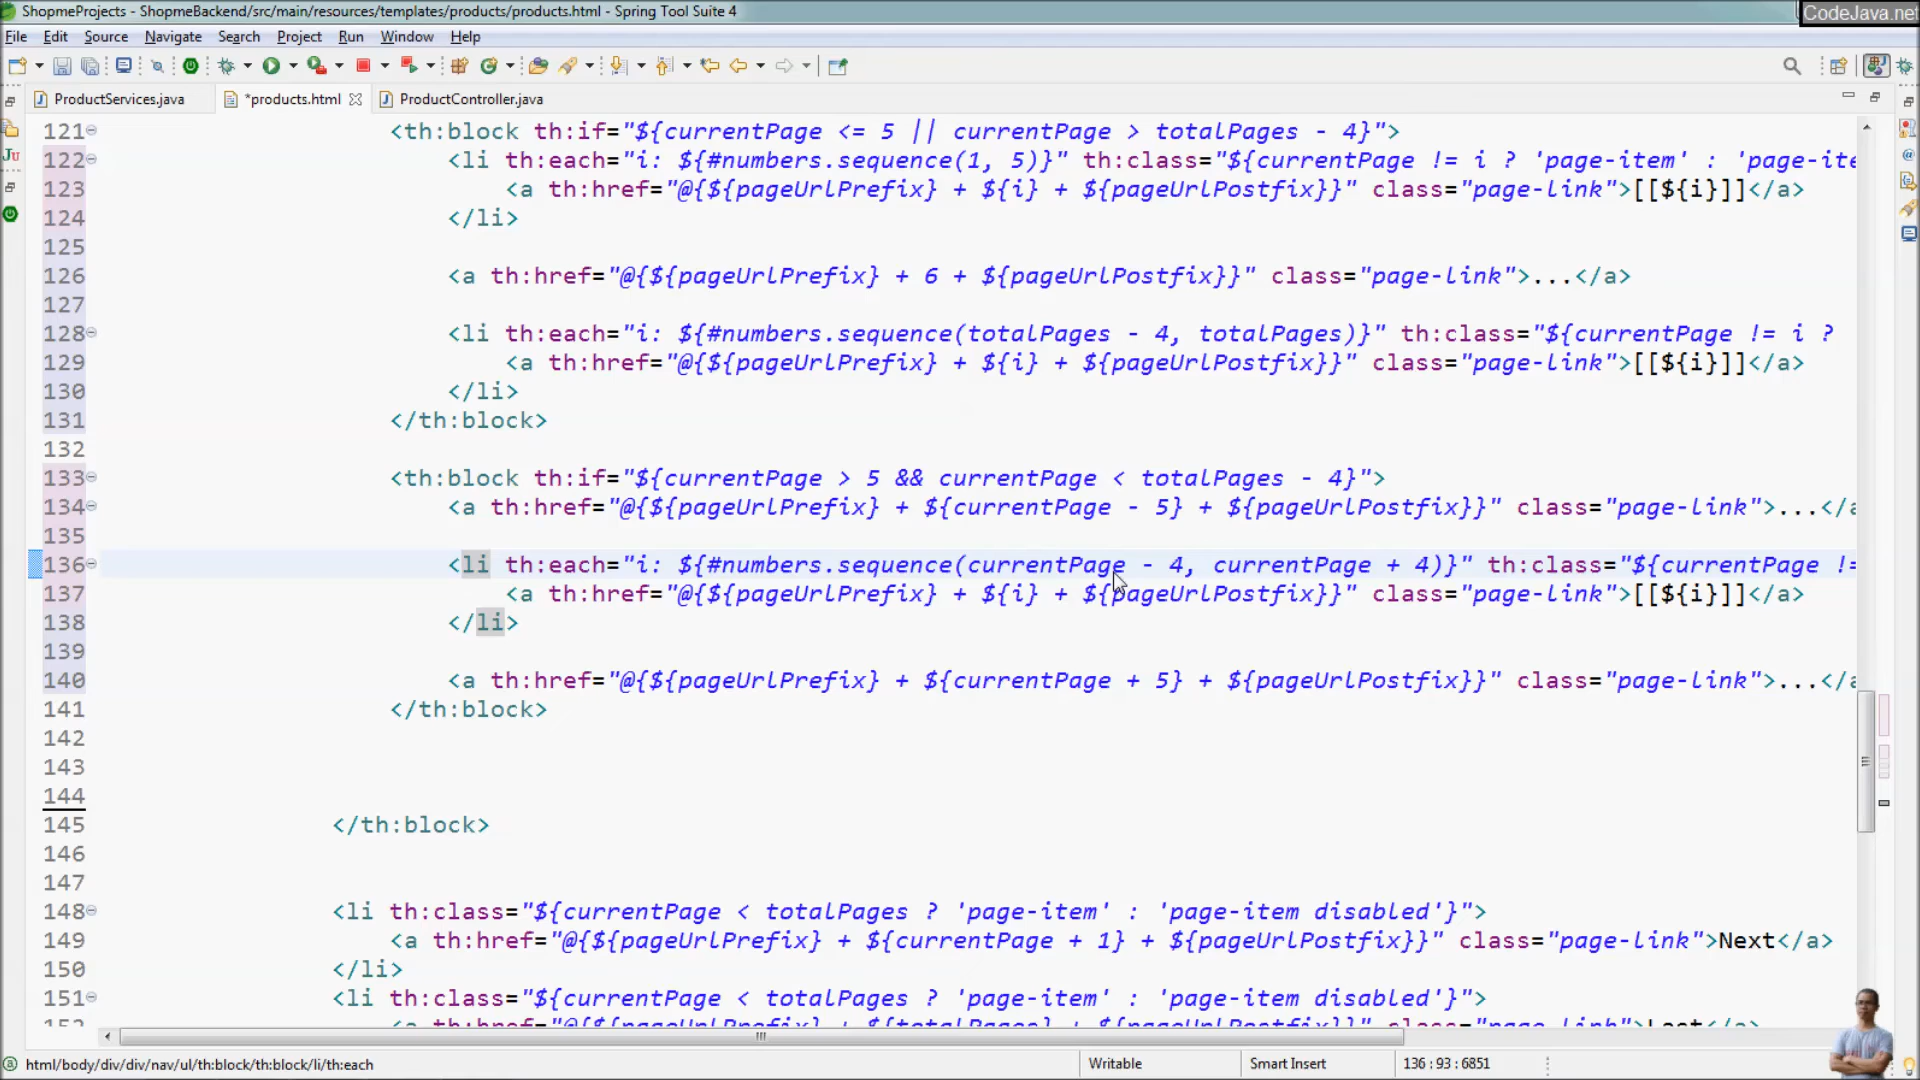 ShopmeProjects - ShopmeBackend/src/main/resources/templates/products/products.html - Spring Tool Suite 4
CodeJava.net
File Edit Source Navigate Search Project Run Window Help
ProductServices.java *products.html ProductController.java
121 <th:block th:if="${currentPage <= 5 || currentPage > totalPages - 4}">
122 <li th:each="i: ${#numbers.sequence(1, 5)}" th:class="${currentPage != i ? 'page-item' : 'page-ite
123 <a th:href="@{${pageUrlPrefix} + ${i} + ${pageUrlPostfix}}" class="page-link">[[${i}]]</a>
124 </li>
125
126 <a th:href="@{${pageUrlPrefix} + 6 + ${pageUrlPostfix}}" class="page-link">...</a>
127
128 <li th:each="i: ${#numbers.sequence(totalPages - 4, totalPages)}" th:class="${currentPage != i ?
129 <a th:href="@{${pageUrlPrefix} + ${i} + ${pageUrlPostfix}}" class="page-link">[[${i}]]</a>
130 </li>
131 </th:block>
132
133 <th:block th:if="${currentPage > 5 && currentPage < totalPages - 4}">
134 <a th:href="@{${pageUrlPrefix} + ${currentPage - 5} + ${pageUrlPostfix}}" class="page-link">...</a
135
136 <li th:each="i: ${#numbers.sequence(currentPage - 4, currentPage + 4)}" th:class="${currentPage !=
137 <a th:href="@{${pageUrlPrefix} + ${i} + ${pageUrlPostfix}}" class="page-link">[[${i}]]</a>
138 </li>
139
140 <a th:href="@{${pageUrlPrefix} + ${currentPage + 5} + ${pageUrlPostfix}}" class="page-link">...</a
141 </th:block>
142
143
144
145 </th:block>
146
147
148 <li th:class="${currentPage < totalPages ? 'page-item' : 'page-item disabled'}">
149 <a th:href="@{${pageUrlPrefix} + ${currentPage + 1} + ${pageUrlPostfix}}" class="page-link">Next</a>
150 </li>
151 <li th:class="${currentPage < totalPages ? 'page-item' : 'page-item disabled'}">
152 <a th:href="@{${pageUrlPrefix} + ${totalPages} + ${pageUrlPostfix}}" class="page-link">Last</a>
html/body/div/div/nav/ul/th:block/th:block/li/th:each Writable Smart Insert 136 : 93 : 6851